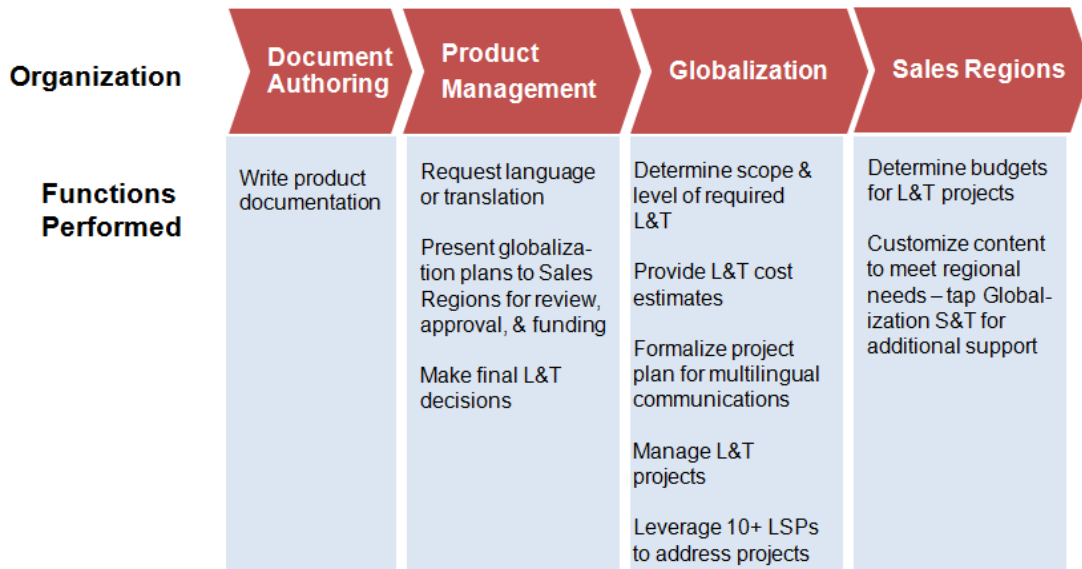 Organization
Document
Authoring
Product
Management
Globalization
Sales Regions
Functions
Performed
Write product
documentation
Request language
or translation
Present globaliza-
tion plans to Sales
Regions for review,
approval, & funding
Make final L&T
decisions
Determine scope &
level of required
L&T
Provide L&T cost
estimates
Formalize project
plan for multilingual
communications
Manage L&T
projects
Leverage 10+ LSPs
to address projects
Determine budgets
for L&T projects
Customize content
to meet regional
needs – tap Global-
ization S&T for
additional support